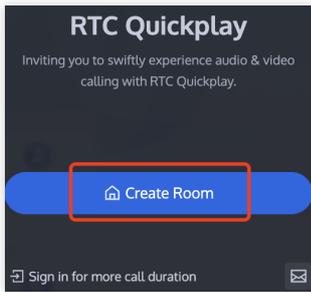 RTC Quickplay
Inviting you to swiftly experience audio & video
calling with RTC Quickplay.
Create Room
Sign in for more call duration